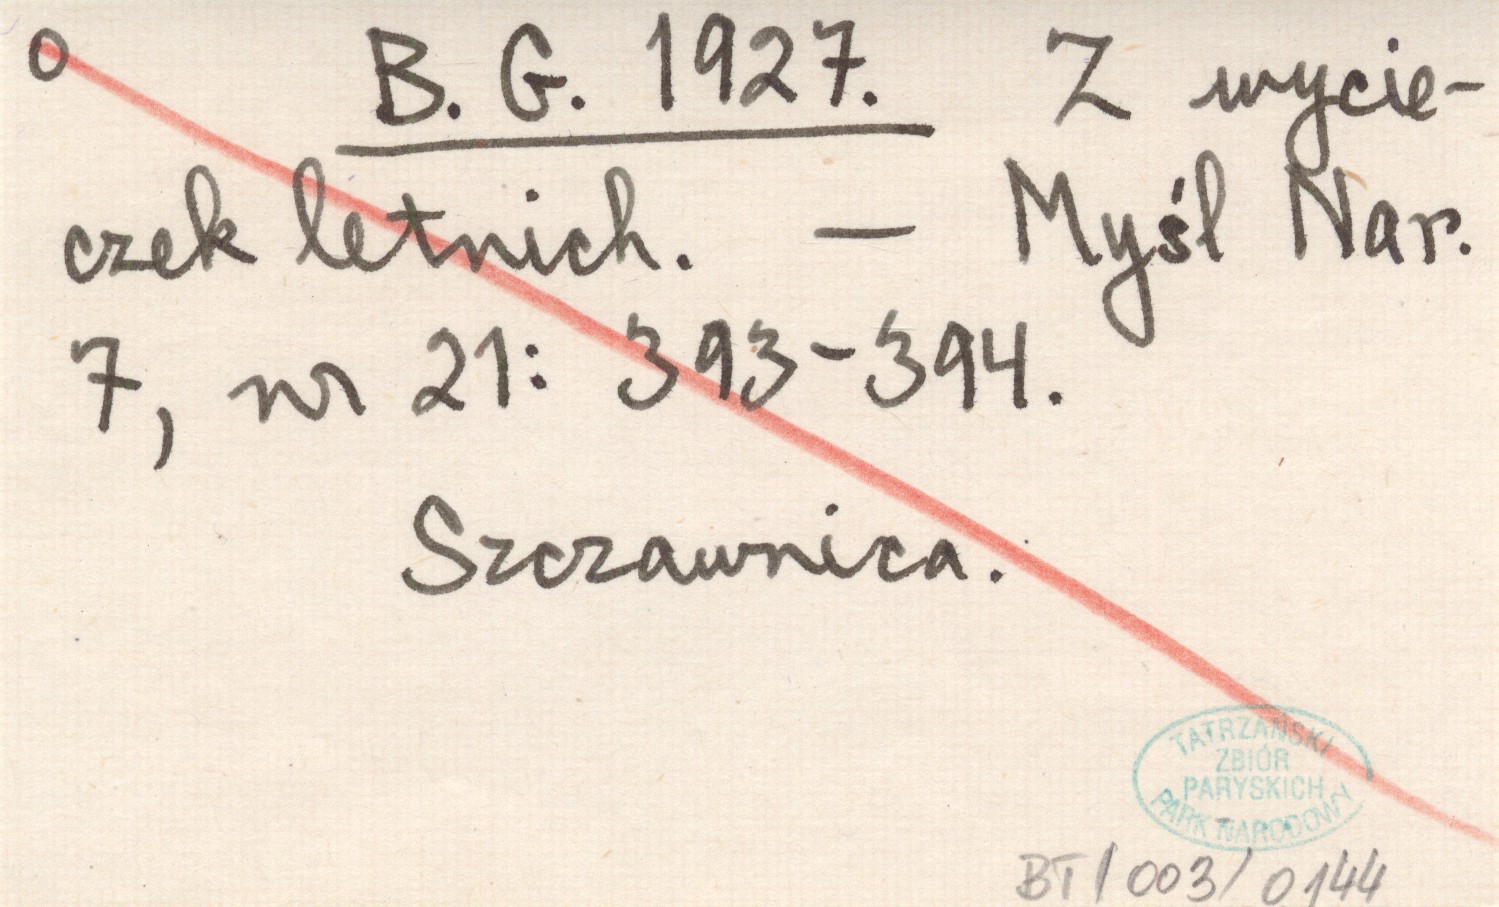 o B. G. 1927. Z wycie-
czek letnich. — Myśl Nar.
7, nr 21: 393-394.
Szczawnica.
TATRZAŃSKI
ZBIÓR
PARYSKICH
PARK NARODOWY
BT/003/0144